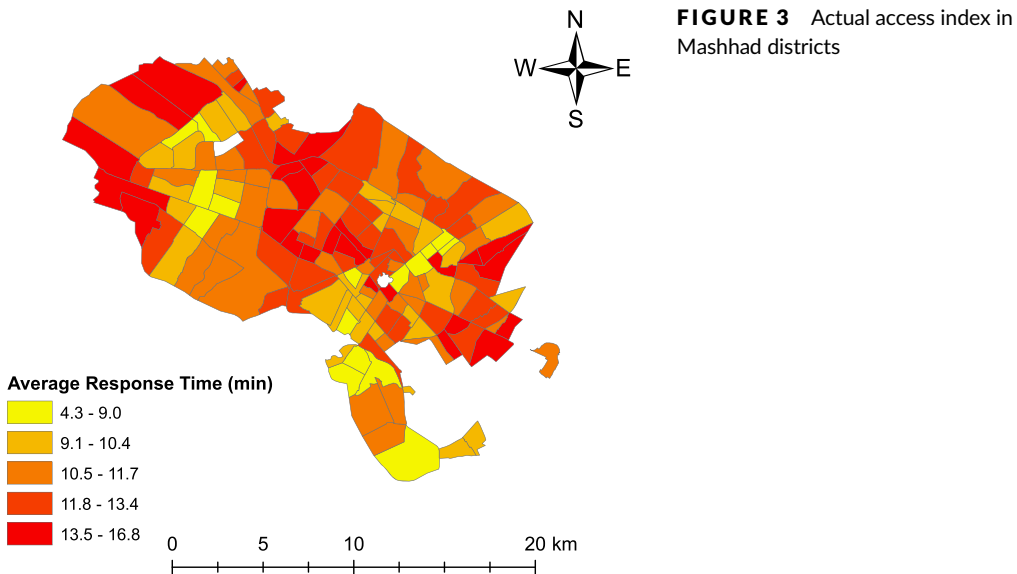 FIGURE 3 Actual access index in
Mashhad districts
N
W E
S
Average Response Time (min)
4.3 - 9.0
9.1 - 10.4
10.5 - 11.7
11.8 - 13.4
13.5 - 16.8
0 5 10 20 km